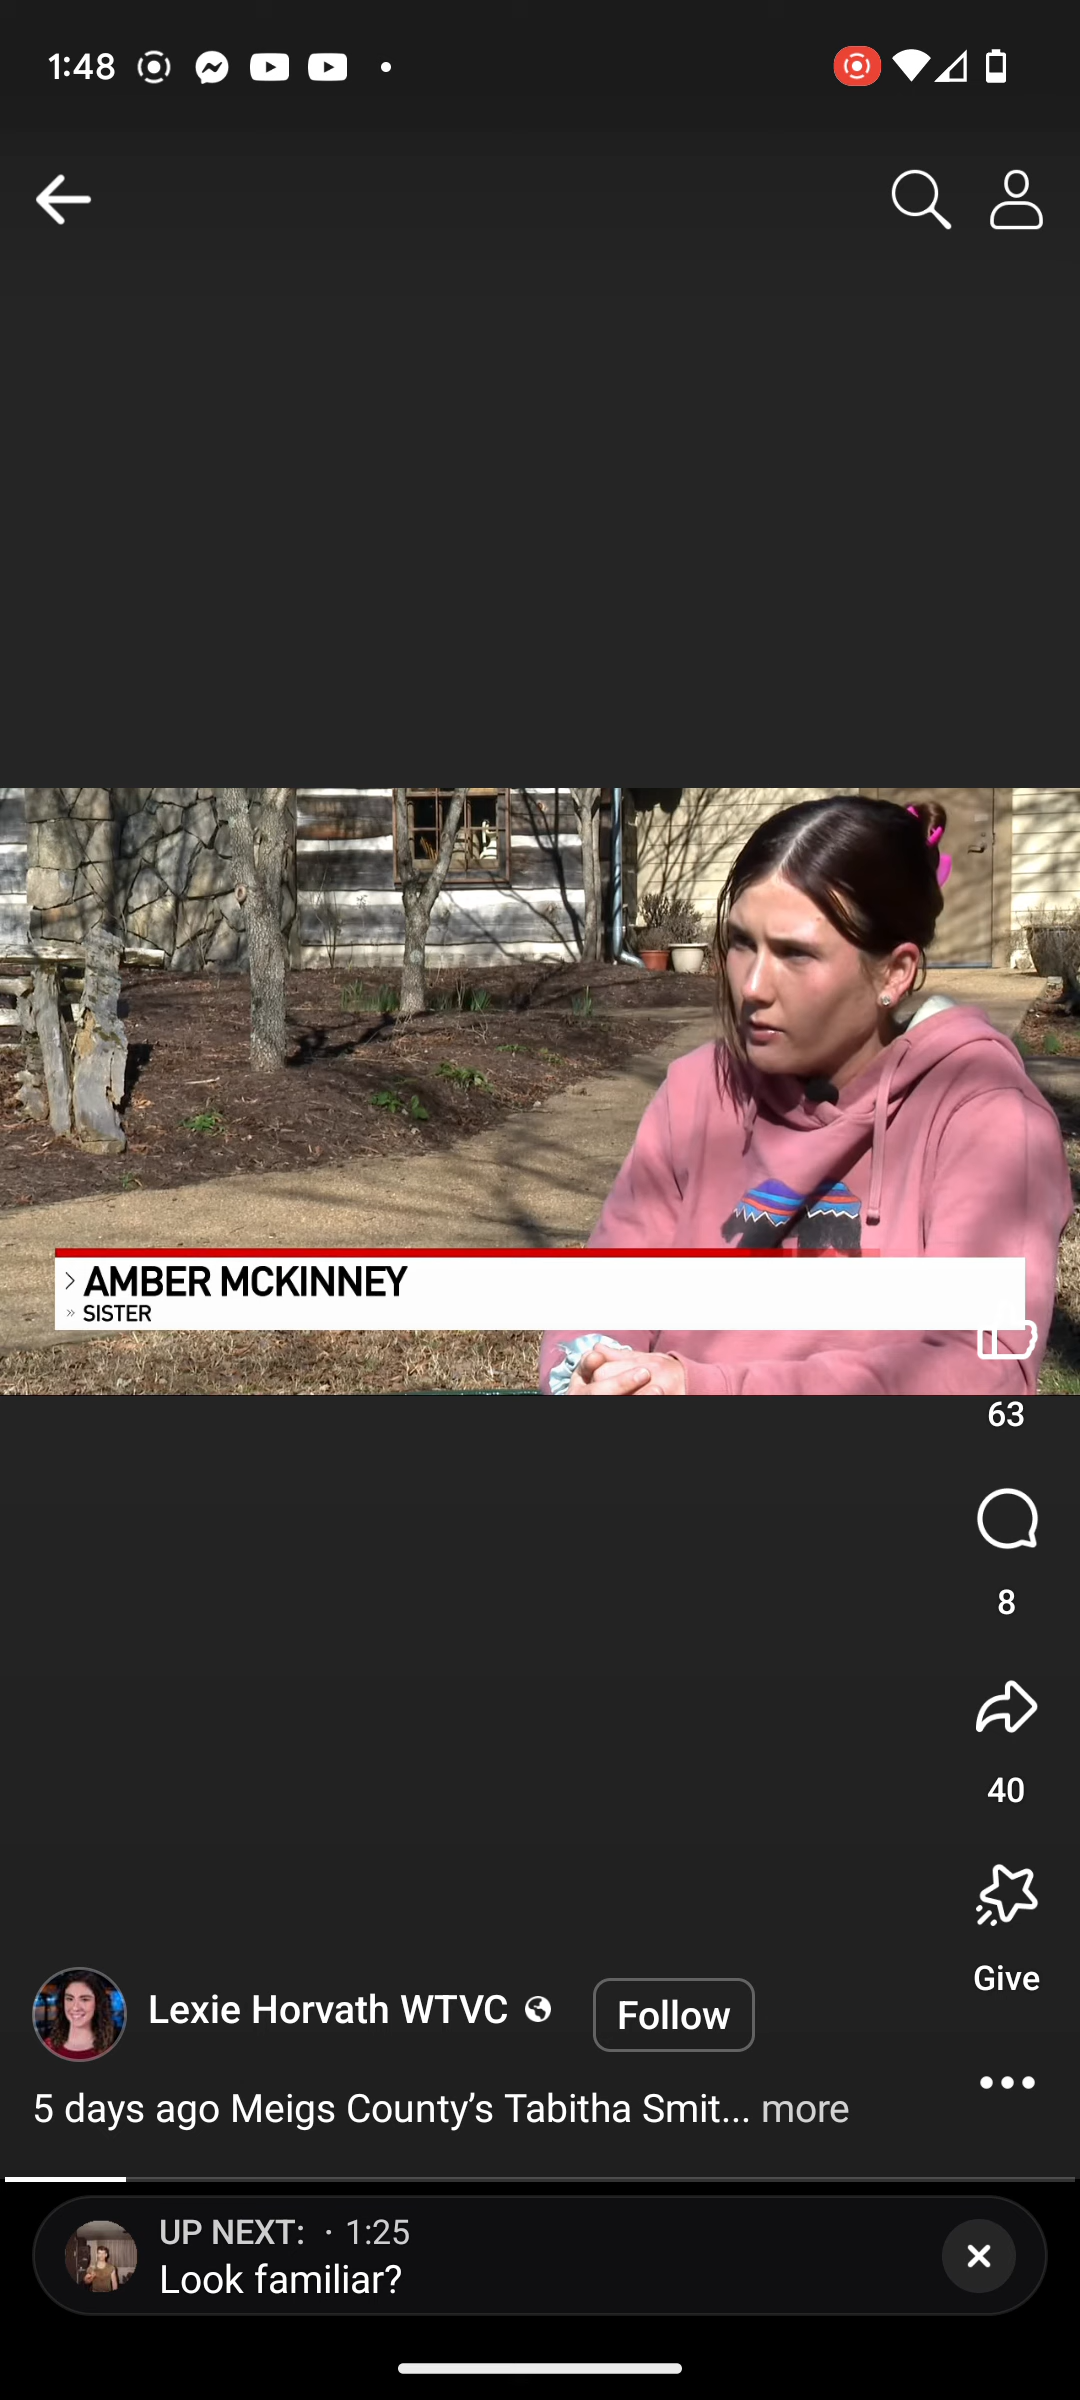 1:48
AMBER MCKINNEY
SISTER
63
8
40
Give
Lexie Horvath WTVC
Follow
5 days ago Meigs County’s Tabitha Smit... more
UP NEXT: · 1:25
Look familiar?